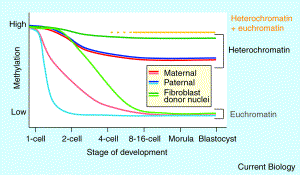 High
Heterochromatin
+ euchromatin
Heterochromatin
Methylation
Maternal
Paternal
Fibroblast
donor nuclei
Low
Euchromatin
1-cell 2-cell 4-cell 8-16-cell Morula Blastocyst
Stage of development
Current Biology